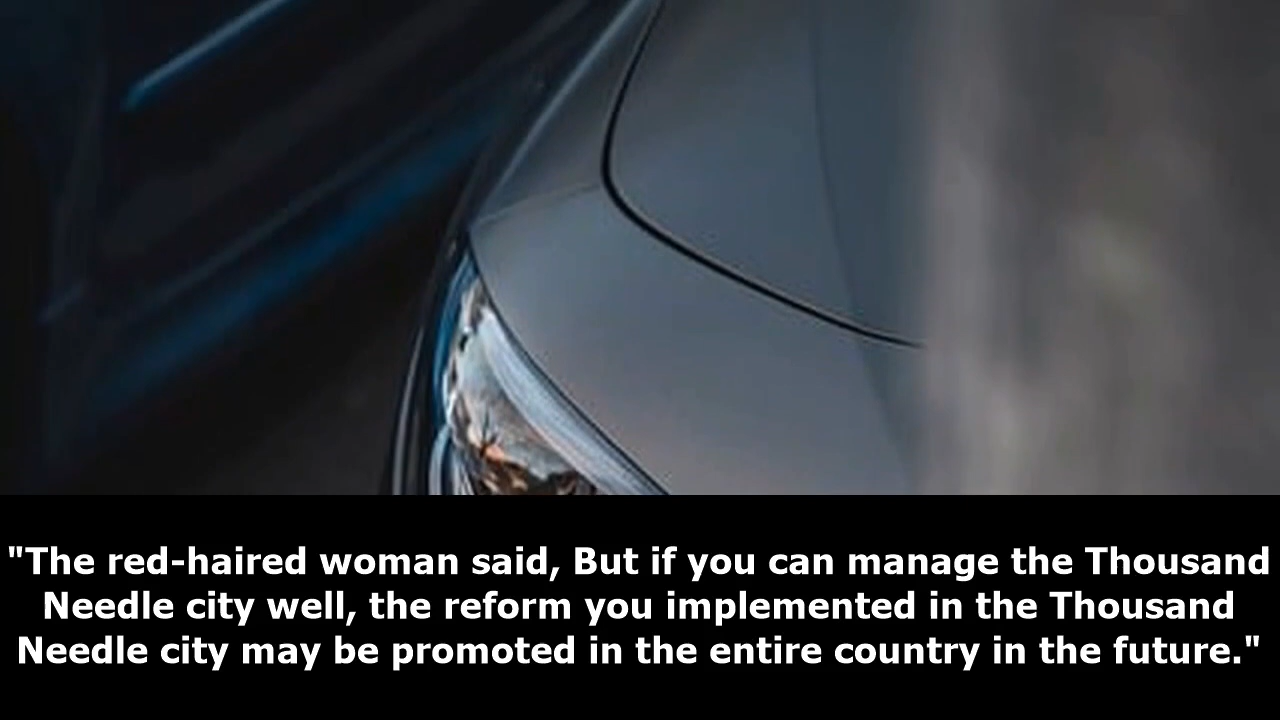 "The red-haired woman said, But if you can manage the Thousand
Needle city well, the reform you implemented in the Thousand
Needle city may be promoted in the entire country in the future."